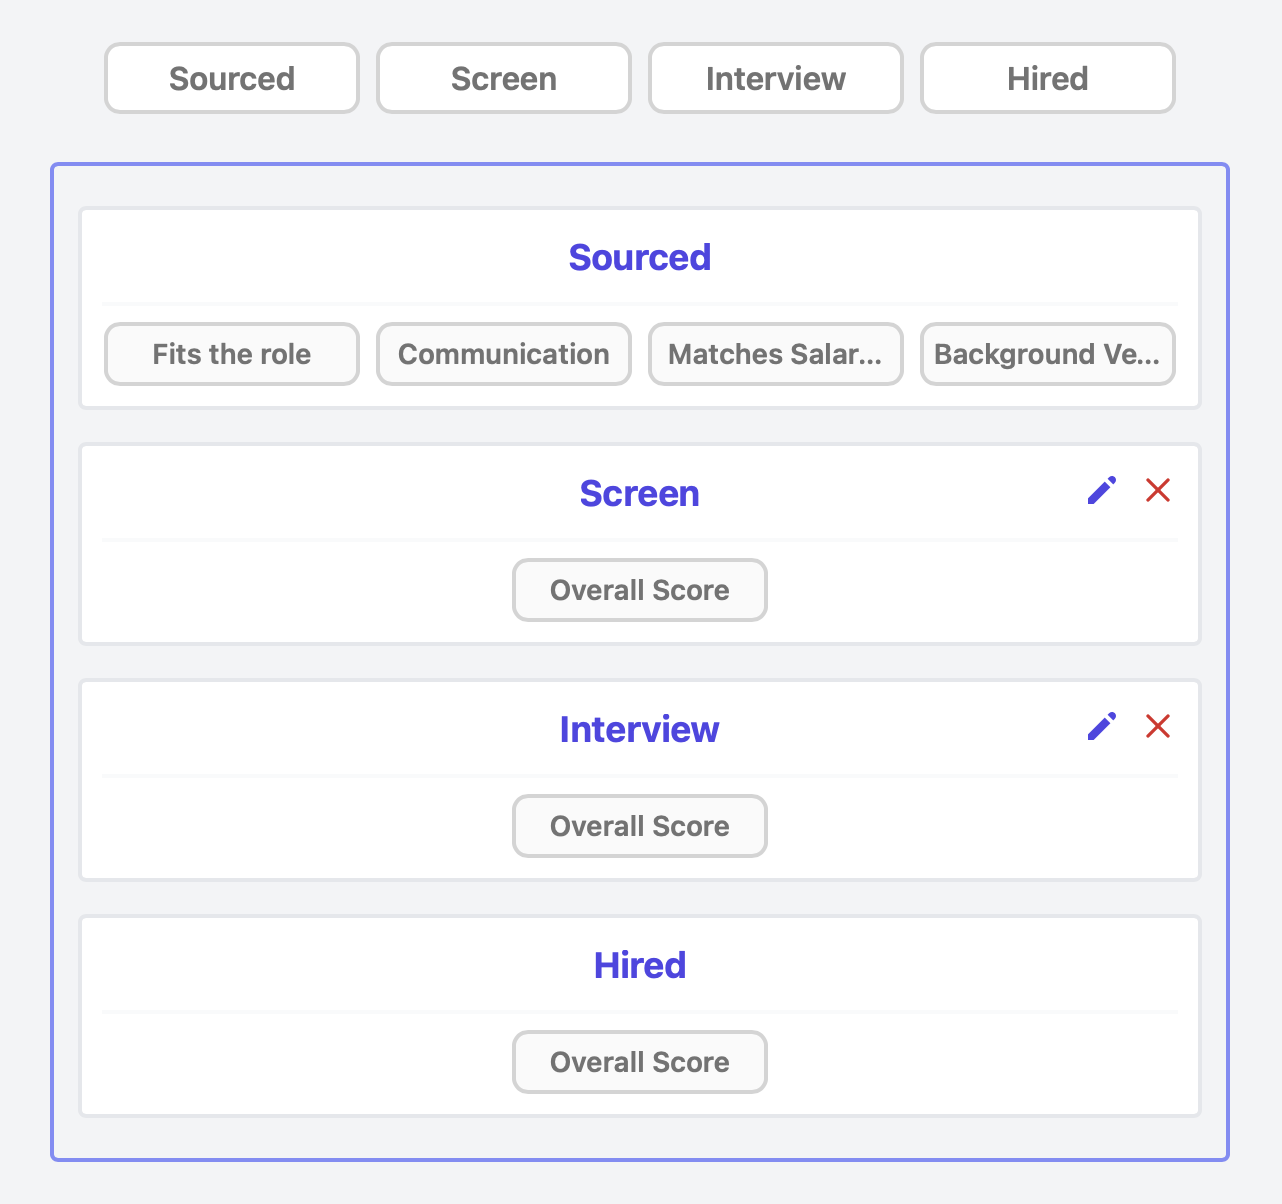 Sourced Screen Interview Hired
Sourced
Fits the role Communication Matches Salar... Background Ve...
Screen
Overall Score
Interview
Overall Score
Hired
Overall Score